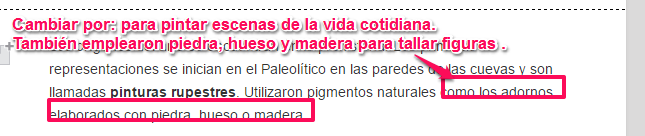 Cambiar por: para pintar escenas de la vida cotidiana.
También emplearon piedra, hueso y madera para tallar figuras .
representaciones se inician en el Paleolítico en las paredes de las cuevas y son
llamadas pinturas rupestres. Utilizaron pigmentos naturales como los adornos
elaborados con piedra, hueso o madera